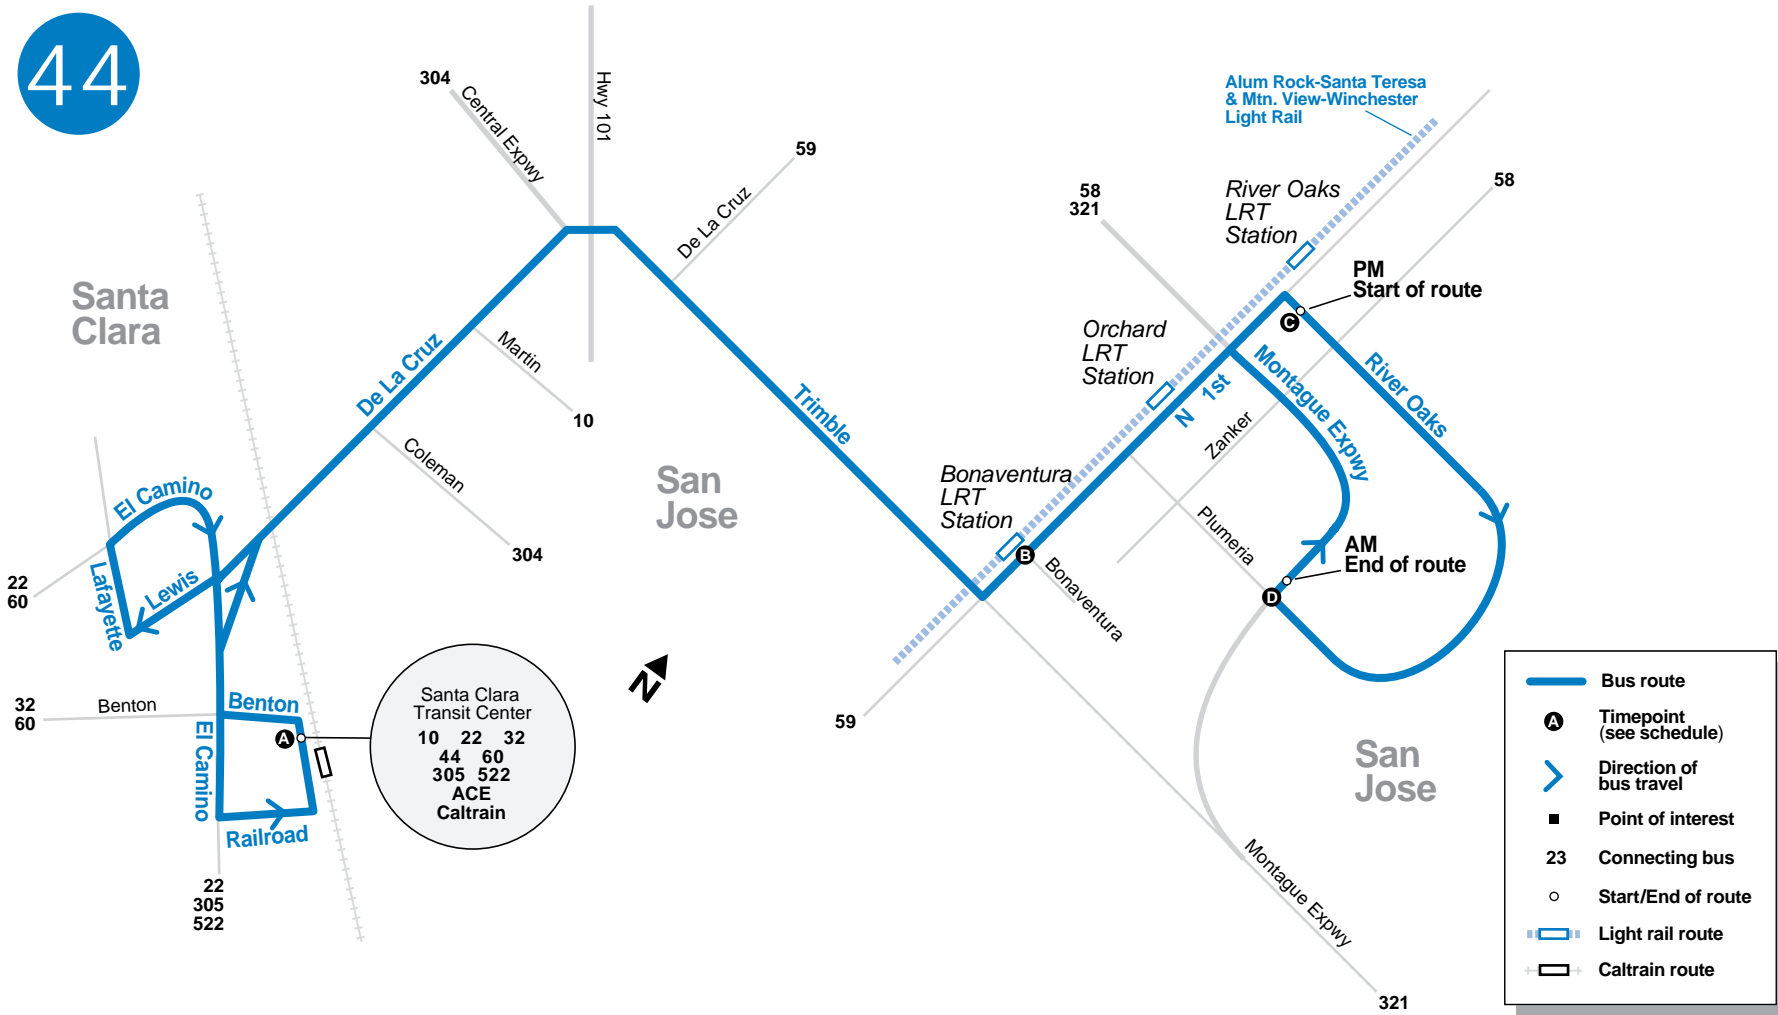 44
304
Central Expwy
Hwy 101
59
De La Cruz
Alum Rock-Santa Teresa
& Mtn. View-Winchester
Light Rail
58
321
River Oaks
LRT
Station
58
PM
Start of route
C
Santa
Clara
De La Cruz
Martin
10
Coleman
304
Trimble
San
Jose
Orchard
LRT
Station
N 1st
Montague Expwy
River Oaks
Zanker
Bonaventura
LRT
Station
B
Bonaventura
Plumeria
AM
End of route
D
El Camino
Lafayette
Lewis
22
60
32
60
Benton
Benton
A
El Camino
Railroad
22
305
522
Santa Clara
Transit Center
10 22 32
44 60
305 522
ACE
Caltrain
N
59
San
Jose
Montague Expwy
321
Bus route
A
Timepoint
(see schedule)
Direction of
bus travel
Point of interest
23 Connecting bus
Start/End of route
Light rail route
Caltrain route